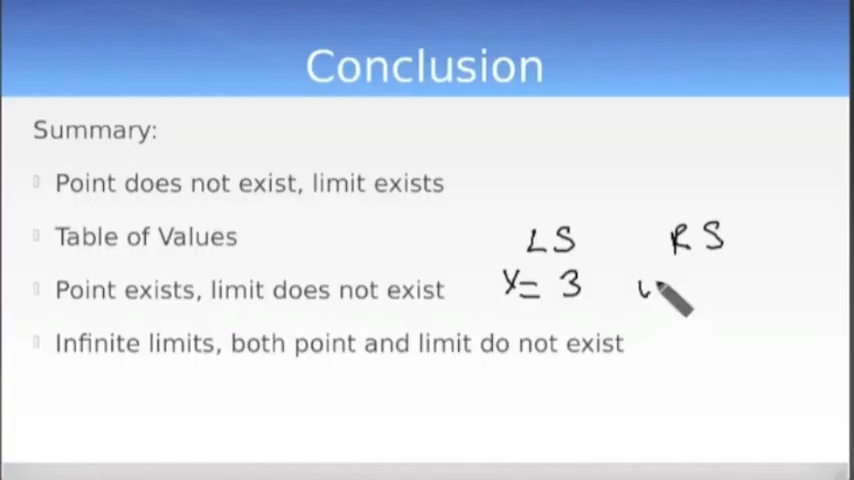 Conclusion
Summary:
Point does not exist, limit exists
Table of Values
LS RS
Point exists, limit does not exist
y= 3
Infinite limits, both point and limit do not exist